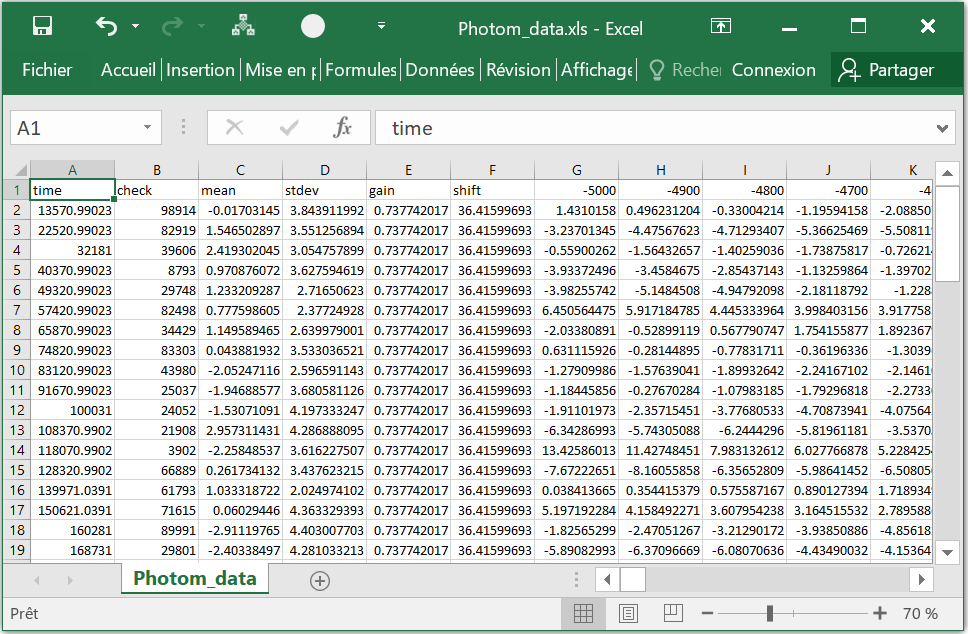 Photom_data.xls - Excel
Fichier Accueil Insertion Mise en p Formules Données Révision Affichage Recher Connexion Partager
A1 fx time
A B C D E F G H I J K
1 time check mean stdev gain shift -5000 -4900 -4800 -4700 -4
2 13570.99023 98914 -0.01703145 3.843911992 0.737742017 36.41599693 1.4310158 0.496231204 -0.33004214 -1.19594158 -2.08850
3 22520.99023 82919 1.546502897 3.551256894 0.737742017 36.41599693 -3.23701345 -4.47567623 -4.71293407 -5.36625469 -5.50811
4 32181 39606 2.419302045 3.054757899 0.737742017 36.41599693 -0.55900262 -1.56432657 -1.40259036 -1.73875817 -0.72621
5 40370.99023 8793 0.970876072 3.627594619 0.737742017 36.41599693 -3.93372496 -3.4584675 -2.85437143 -1.13259864 -1.39702
6 49320.99023 29748 1.233209287 2.71650623 0.737742017 36.41599693 -3.98255742 -5.1484508 -4.94792098 -2.18118792 -1.228
7 57420.99023 82498 0.777598605 2.37724928 0.737742017 36.41599693 6.450564475 5.917184785 4.445333964 3.998403156 3.917758
8 65870.99023 34429 1.149589465 2.639979001 0.737742017 36.41599693 -2.03380891 -0.52899119 0.567790747 1.754155877 1.892367
9 74820.99023 83303 0.043881932 3.533036521 0.737742017 36.41599693 0.631115926 -0.28144895 -0.77831711 -0.36196336 -1.3039
10 83120.99023 43980 -2.05247116 2.596591143 0.737742017 36.41599693 -1.27909986 -1.57639041 -1.89932642 -2.24167102 -2.1461
11 91670.99023 25037 -1.94688577 3.680581126 0.737742017 36.41599693 -1.18445856 -0.27670284 -1.07983185 -1.79296818 -2.2733
12 100031 24052 -1.53071091 4.197333247 0.737742017 36.41599693 -1.91101973 -2.35715451 -3.77680533 -4.70873941 -4.07564
13 108370.9902 21908 2.957311431 4.286888095 0.737742017 36.41599693 -6.34286993 -5.74305088 -6.2444296 -5.81961181 -3.5370
14 118070.9902 3902 -2.25848537 3.616227507 0.737742017 36.41599693 13.42586013 11.42748451 7.983132612 6.027766878 5.228425
15 128320.9902 66889 0.261734132 3.437623215 0.737742017 36.41599693 -7.67222651 -8.16055858 -6.35652809 -5.98641452 -6.50805
16 139971.0391 61793 1.033318722 2.024974102 0.737742017 36.41599693 0.038413665 0.354415379 0.575587167 0.890127394 1.718934
17 150621.0391 71615 0.06029446 4.363329393 0.737742017 36.41599693 5.197192284 4.158492271 3.607954238 3.164515532 2.789588
18 160281 89991 -2.91119765 4.403007703 0.737742017 36.41599693 -1.82565299 -2.47051267 -3.21290172 -3.93850886 -4.85618
19 168731 29801 -2.40338497 4.281033213 0.737742017 36.41599693 -5.89082993 -6.37096669 -6.08070636 -4.43490032 -4.15364
Photom_data
Prêt 70 %